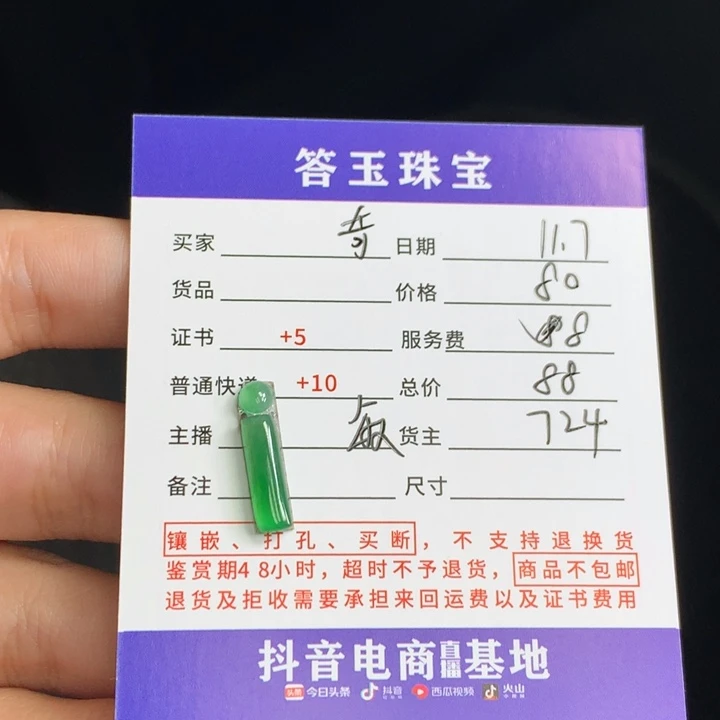 答玉珠宝
买家 奇 日期 11.7
货品 价格 80
证书 +5 服务费 8
普通快递 +10 总价 88
主播 货主 724
备注 尺寸
镶嵌、打孔、买断，不支持退换货
鉴赏期48小时，超时不予退货，商品不包邮
退货及拒收需要承担来回运费以及证书费用
抖音电商直播基地
头条 今日头条 抖音 西瓜视频 火山